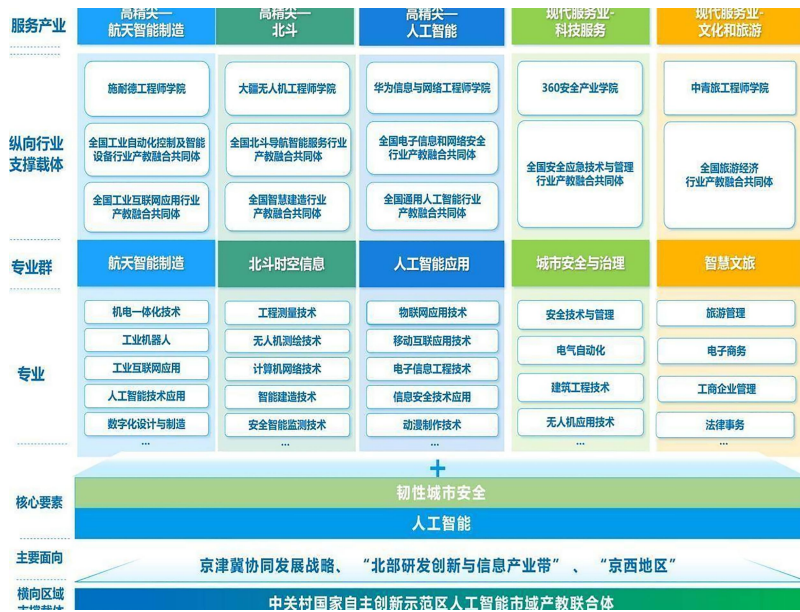 服务产业
高精尖—
航天智能制造
高精尖—
北斗
高精尖—
人工智能
现代服务业-
科技服务
现代服务业-
文化和旅游
纵向行业
支撑载体
施耐德工程师学院
大疆无人机工程师学院
华为信息与网络工程师学院
360安全产业学院
中青旅工程师学院
全国工业自动化控制及智能
设备行业产教融合共同体
全国北斗导航智能服务行业
产教融合共同体
全国电子信息和网络安全
行业产教融合共同体
全国安全应急技术与管理
行业产教融合共同体
全国旅游经济
行业产教融合共同体
全国工业互联网应用行业
产教融合共同体
全国智慧建造行业
产教融合共同体
全国通用人工智能行业
产教融合共同体
专业群
航天智能制造
北斗时空信息
人工智能应用
城市安全与治理
智慧文旅
专业
机电一体化技术
工业机器人
工业互联网应用
人工智能技术应用
数字化设计与制造
...
工程测量技术
无人机测绘技术
计算机网络技术
智能建造技术
安全智能监测技术
...
物联网应用技术
移动互联应用技术
电子信息工程技术
信息安全技术应用
动漫制作技术
...
安全技术与管理
电气自动化
建筑工程技术
无人机应用技术
...
旅游管理
电子商务
工商企业管理
法律事务
...
+
核心要素
韧性城市安全
人工智能
主要面向
京津冀协同发展战略、“北部研发创新与信息产业带”、“京西地区”
横向区域
支撑载体
中关村国家自主创新示范区人工智能市域产教联合体